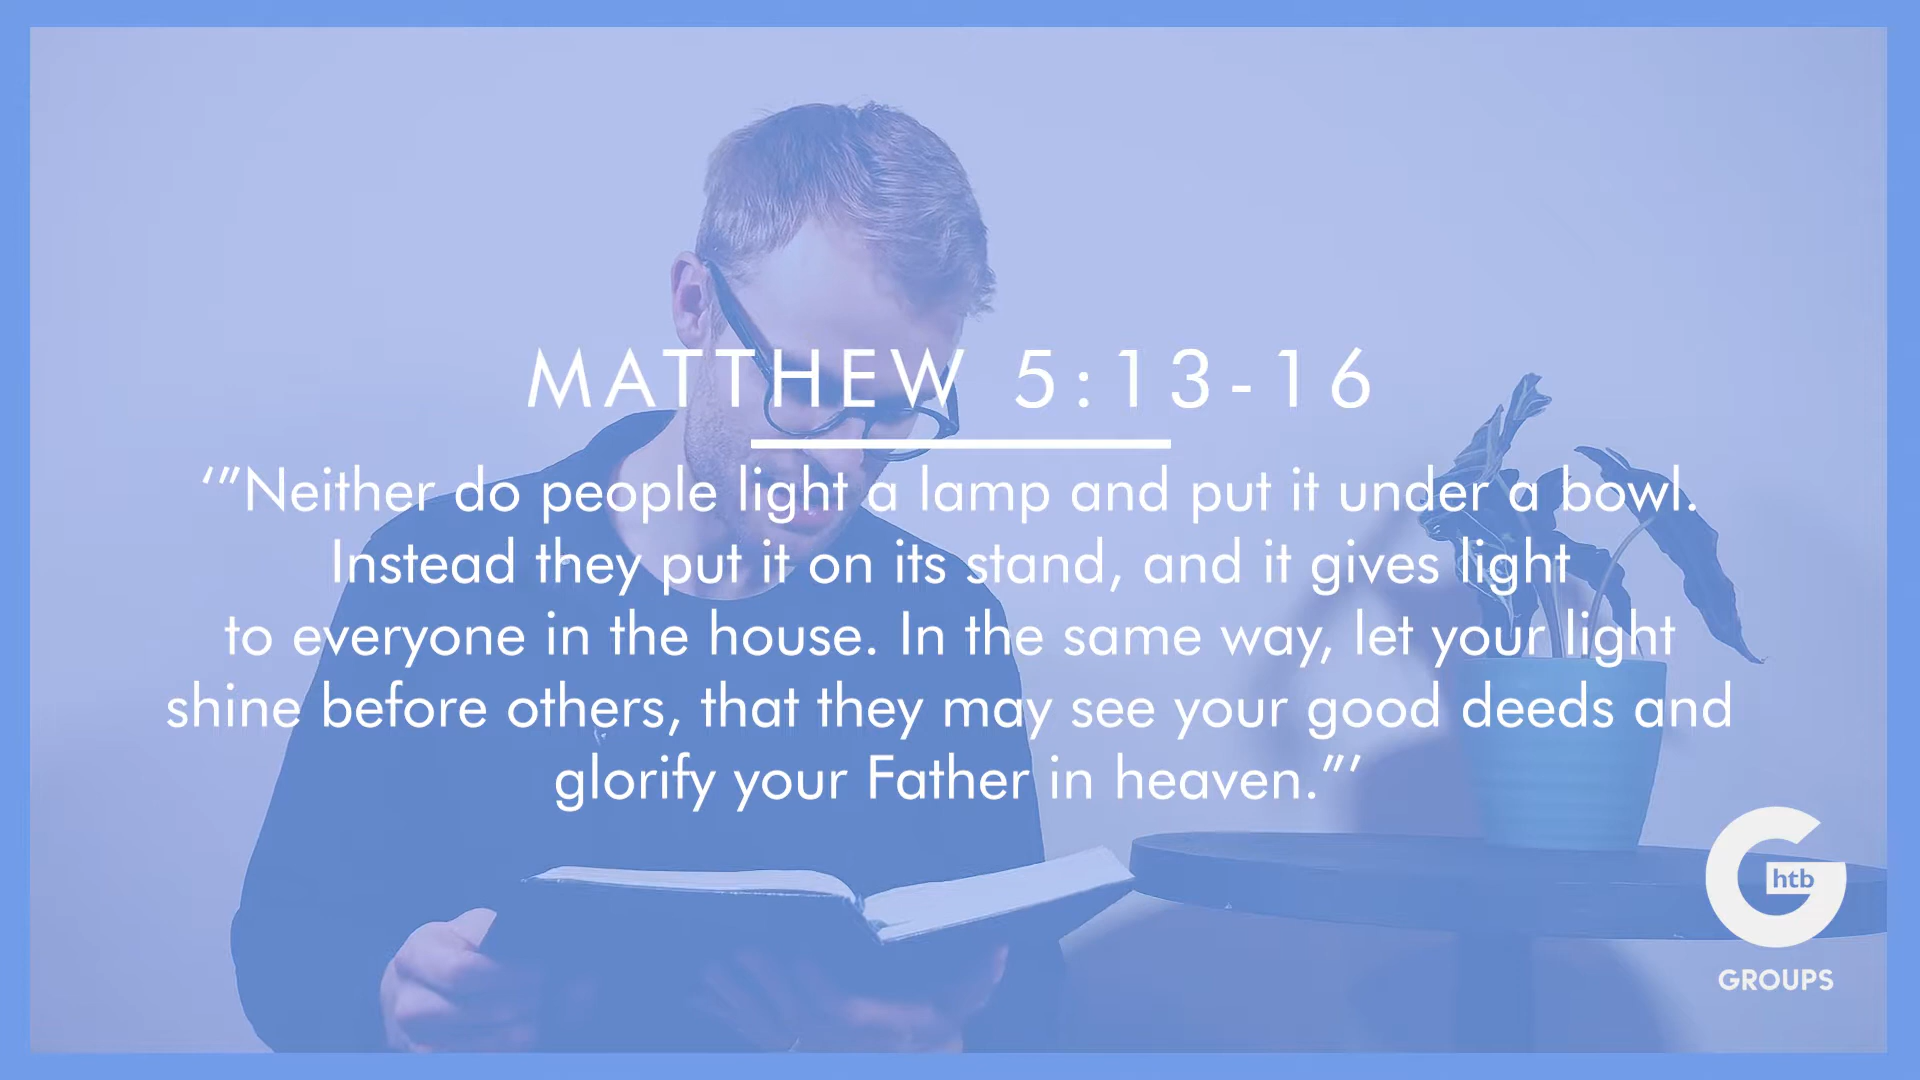 MATTHEW 5:13-16
‘”Neither do people light a lamp and put it under a bowl.
Instead they put it on its stand, and it gives light
to everyone in the house. In the same way, let your light
shine before others, that they may see your good deeds and
glorify your Father in heaven.”’
htb
GROUPS